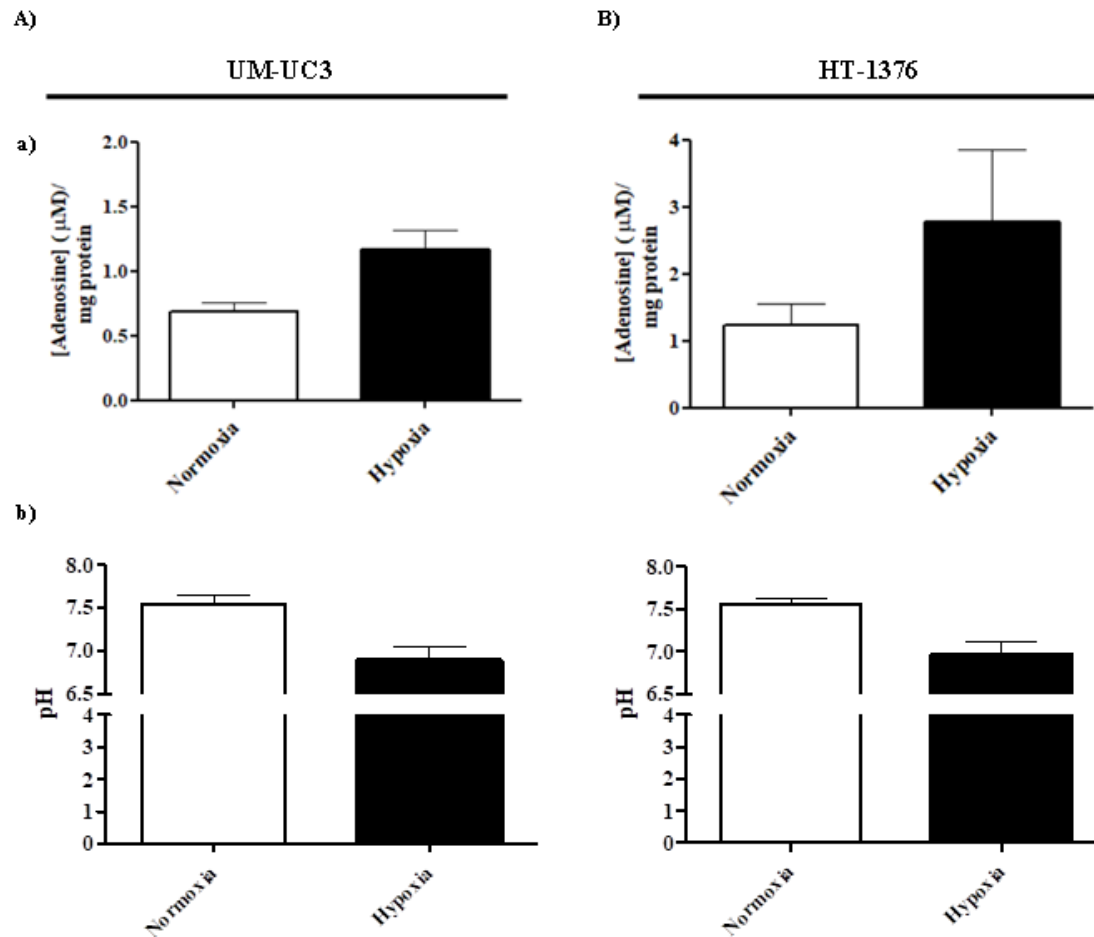 A)
UM-UC3
B)
HT-1376
a)
[Adenosine] ( μM)/
mg protein
2.0
1.5
1.0
0.5
0.0
Normoxia
Hypoxia
[Adenosine] ( μM)/
mg protein
4
3
2
1
0
Normoxia
Hypoxia
b)
pH
8.0
7.5
7.0
6.5
4
3
2
1
0
Normoxia
Hypoxia
pH
8.0
7.5
7.0
6.5
4
3
2
1
0
Normoxia
Hypoxia